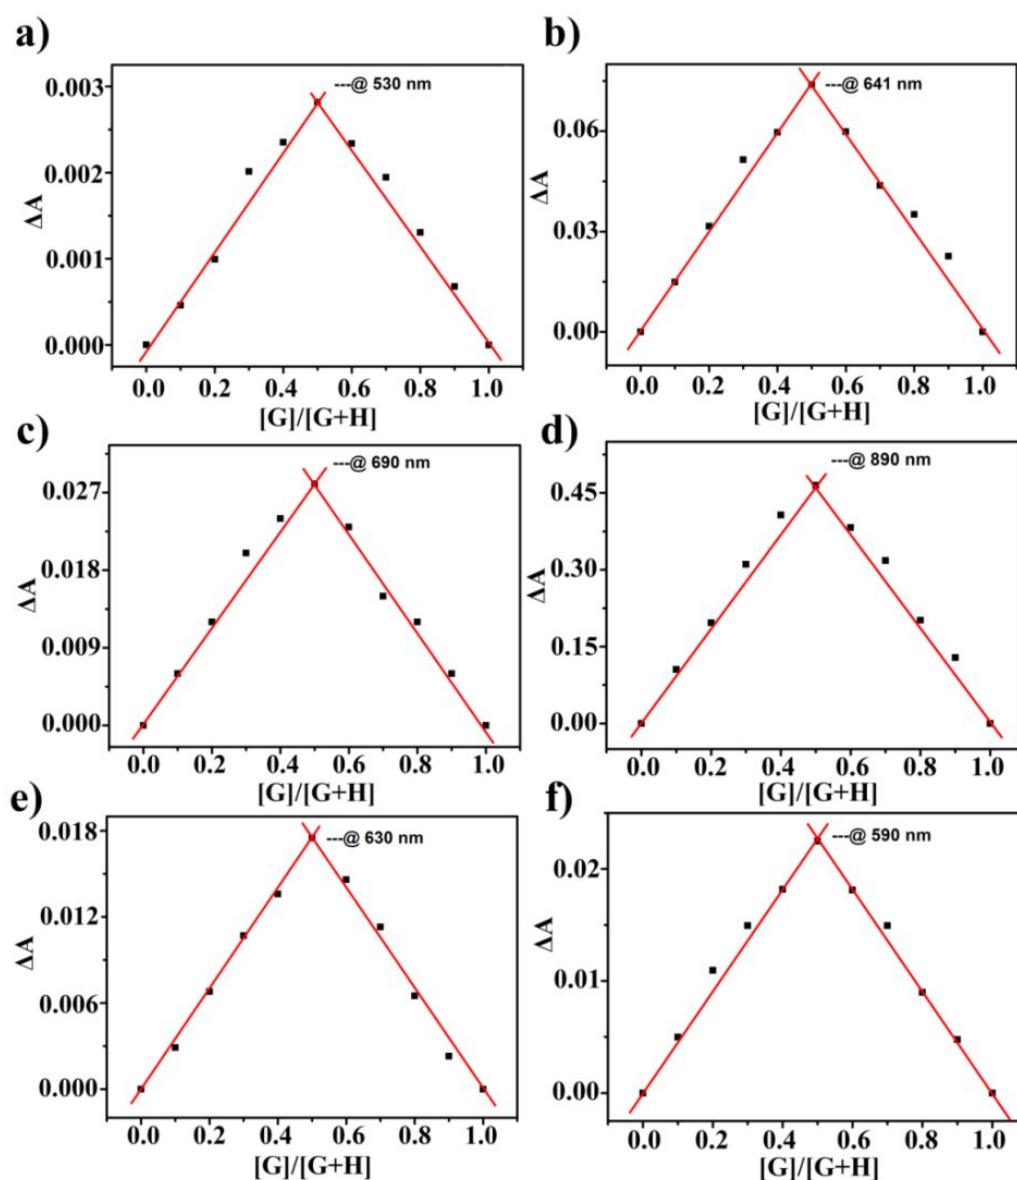 a)
---@ 530 nm
0.003
0.002
0.001
0.000
ΔA
0.0 0.2 0.4 0.6 0.8 1.0
[G]/[G+H]
b)
---@ 641 nm
0.06
0.03
0.00
ΔA
0.0 0.2 0.4 0.6 0.8 1.0
[G]/[G+H]
c)
---@ 690 nm
0.027
0.018
0.009
0.000
ΔA
0.0 0.2 0.4 0.6 0.8 1.0
[G]/[G+H]
d)
---@ 890 nm
0.45
0.30
0.15
0.00
ΔA
0.0 0.2 0.4 0.6 0.8 1.0
[G]/[G+H]
e)
---@ 630 nm
0.018
0.012
0.006
0.000
ΔA
0.0 0.2 0.4 0.6 0.8 1.0
[G]/[G+H]
f)
---@ 590 nm
0.02
0.01
0.00
ΔA
0.0 0.2 0.4 0.6 0.8 1.0
[G]/[G+H]